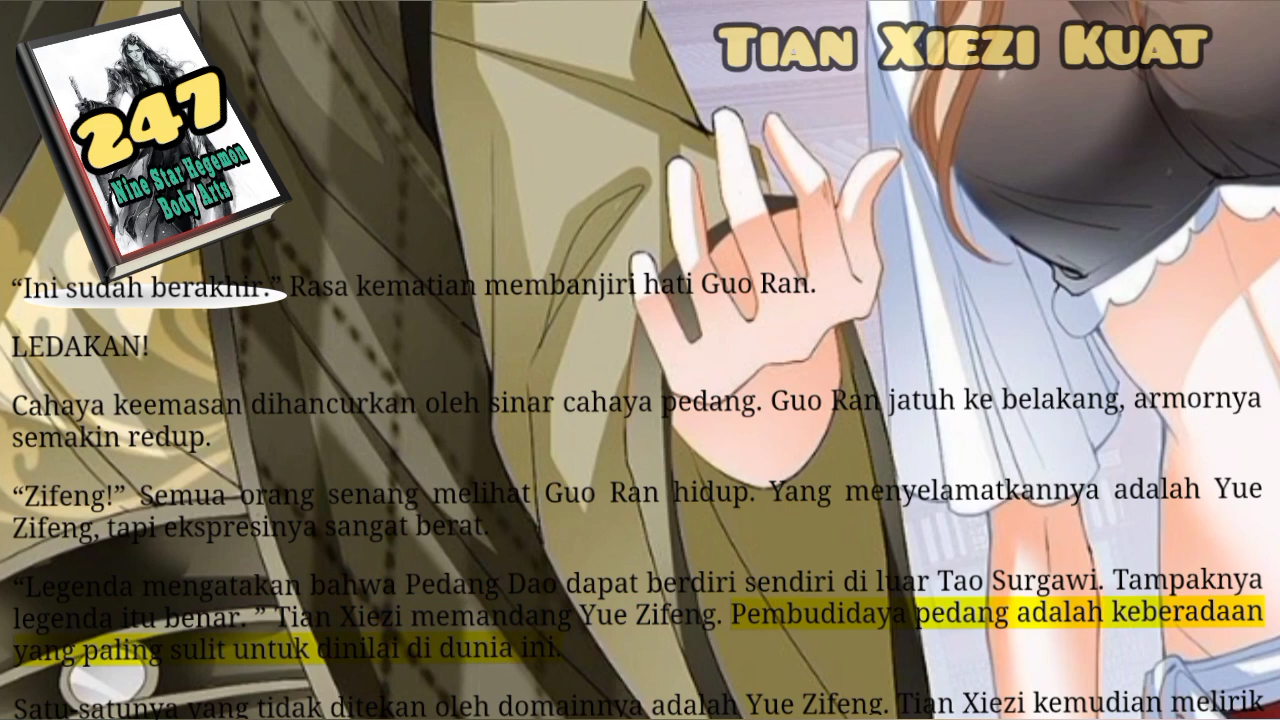 Tian Xiezi Kuat
247
Nine Star Hegemon
Body Arts
“Ini sudah berakhir.” Rasa kematian membanjiri hati Guo Ran.
LEDAKAN!
Cahaya keemasan dihancurkan oleh sinar cahaya pedang. Guo Ran jatuh ke belakang, armornya
semakin redup.
“Zifeng!” Semua orang senang melihat Guo Ran hidup. Yang menyelamatkannya adalah Yue
Zifeng, tapi ekspresinya sangat berat.
“Legenda mengatakan bahwa Pedang Dao dapat berdiri sendiri di luar Tao Surgawi. Tampaknya
legenda itu benar. ” Tian Xiezi memandang Yue Zifeng. Pembudidaya pedang adalah keberadaan
yang paling sulit untuk dinilai di dunia ini.
Satu-satunya yang tidak ditekan oleh domainnya adalah Yue Zifeng. Tian Xiezi kemudian melirik